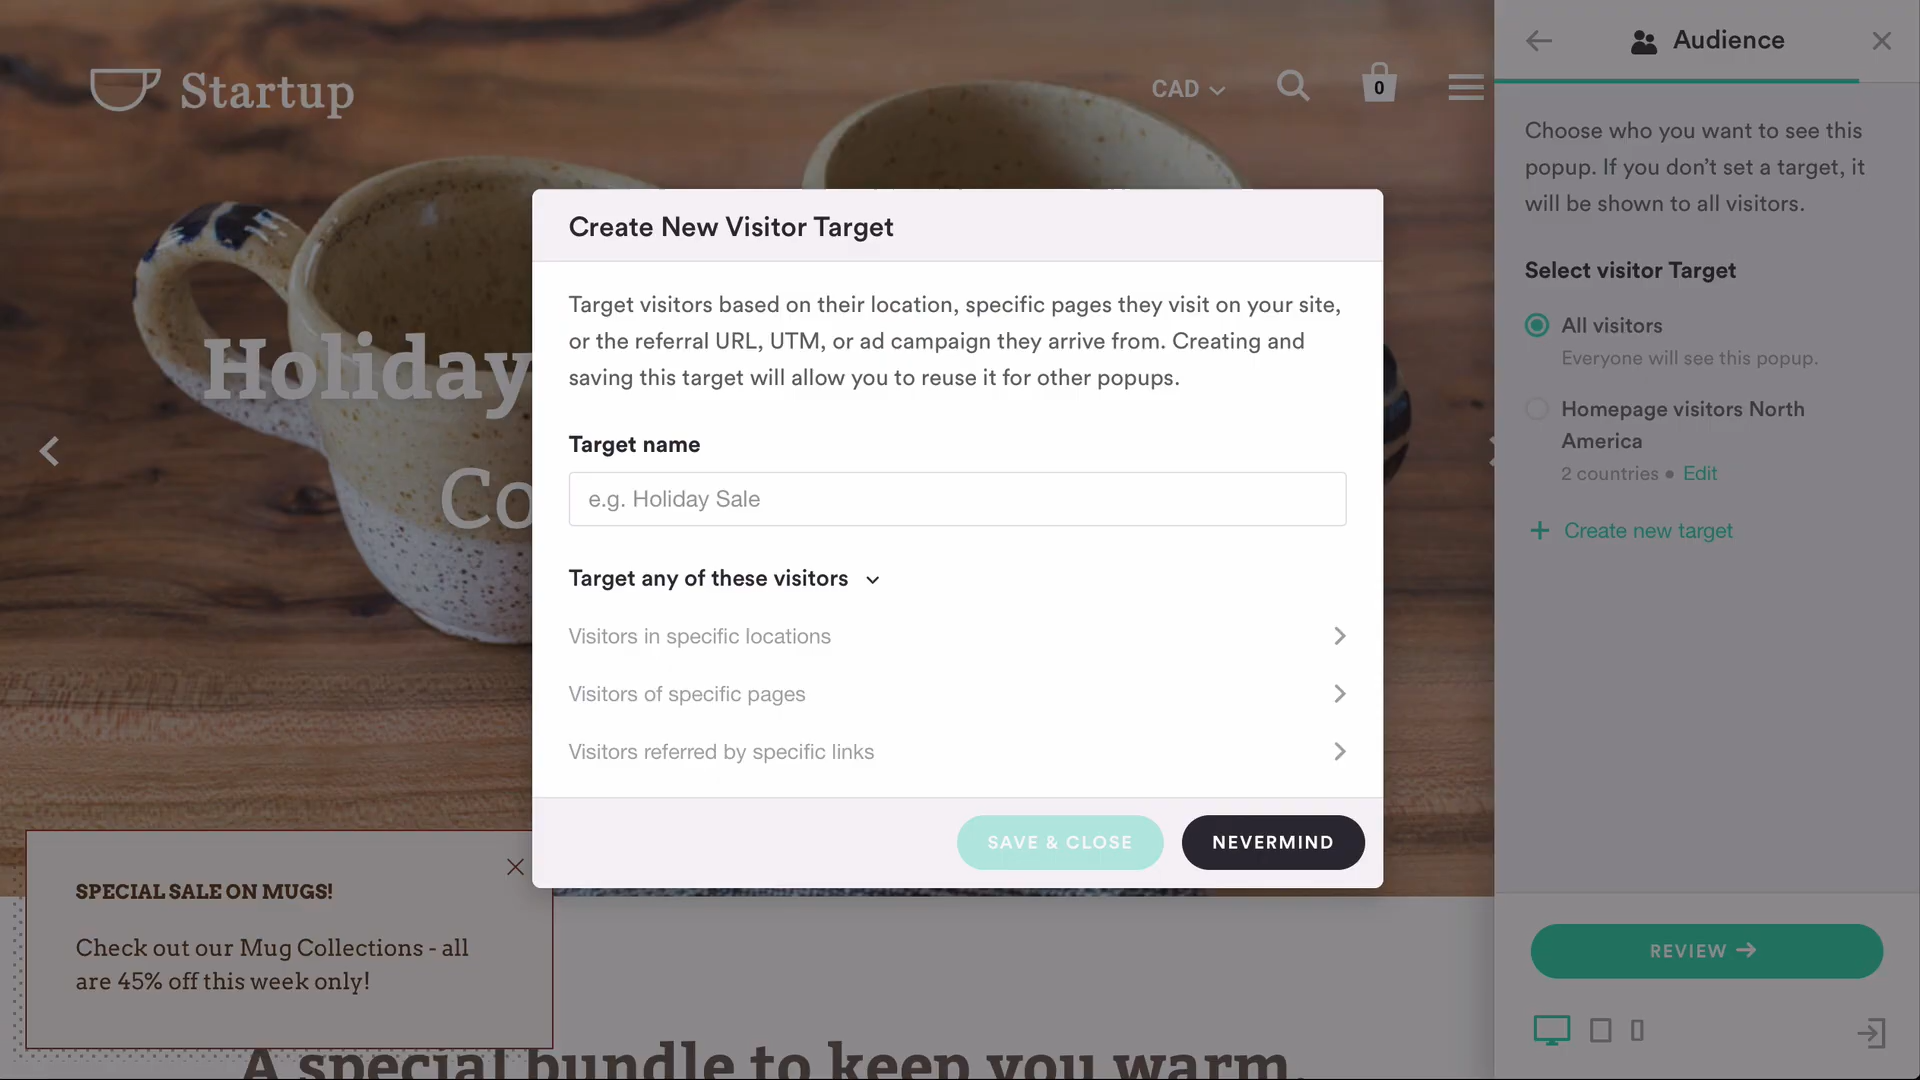 Startup
CAD
0
Holiday
Co
Create New Visitor Target
Target visitors based on their location, specific pages they visit on your site,
or the referral URL, UTM, or ad campaign they arrive from. Creating and
saving this target will allow you to reuse it for other popups.
Target name
e.g. Holiday Sale
Target any of these visitors
Visitors in specific locations
Visitors of specific pages
Visitors referred by specific links
SAVE & CLOSE
NEVERMIND
SPECIAL SALE ON MUGS!
Check out our Mug Collections - all
are 45% off this week only!
A special bundle to keep you warm.
Audience
Choose who you want to see this
popup. If you don’t set a target, it
will be shown to all visitors.
Select visitor Target
All visitors
Everyone will see this popup.
Homepage visitors North
America
2 countries • Edit
+ Create new target
REVIEW →